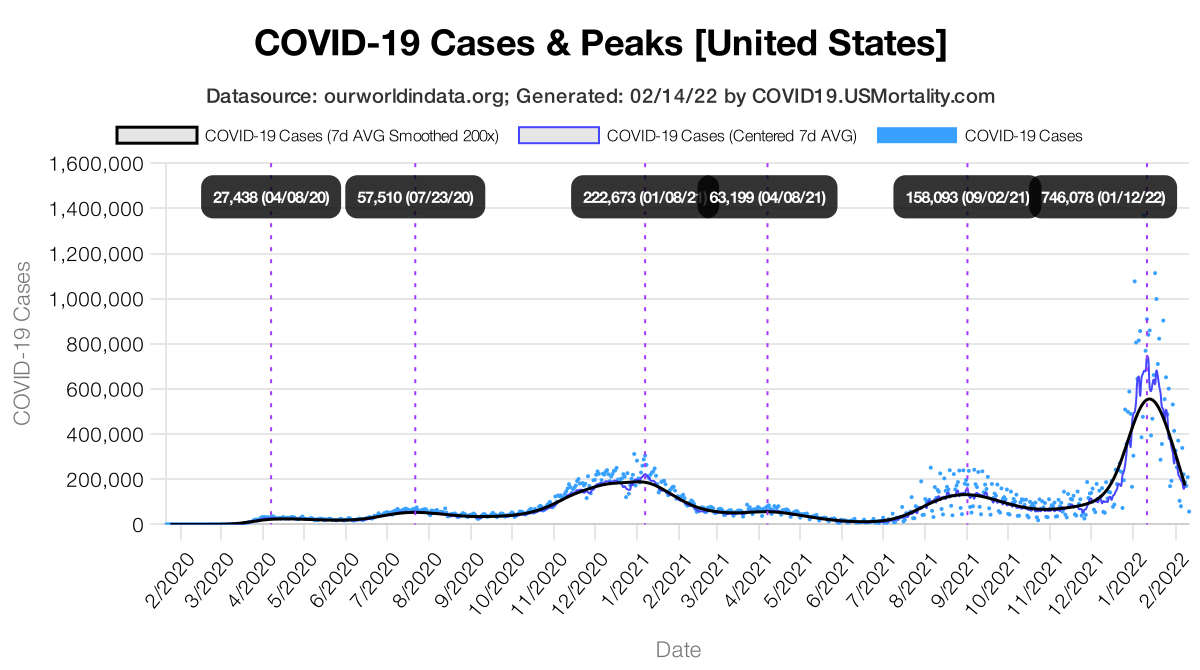 COVID-19 Cases & Peaks [United States]
Datasource: ourworldindata.org; Generated: 02/14/22 by COVID19.USMortality.com
COVID-19 Cases (7d AVG Smoothed 200x) COVID-19 Cases (Centered 7d AVG) COVID-19 Cases
1,600,000
27,438 (04/08/20) 57,510 (07/23/20) 222,673 (01/08/21) 63,199 (04/08/21) 158,093 (09/02/21) 746,078 (01/12/22)
1,400,000
1,200,000
1,000,000
800,000
600,000
400,000
200,000
0
COVID-19 Cases
2/2020 3/2020 4/2020 5/2020 6/2020 7/2020 8/2020 9/2020 10/2020 11/2020 12/2020 1/2021 2/2021 3/2021 4/2021 5/2021 6/2021 7/2021 8/2021 9/2021 10/2021 11/2021 12/2021 1/2022 2/2022
Date